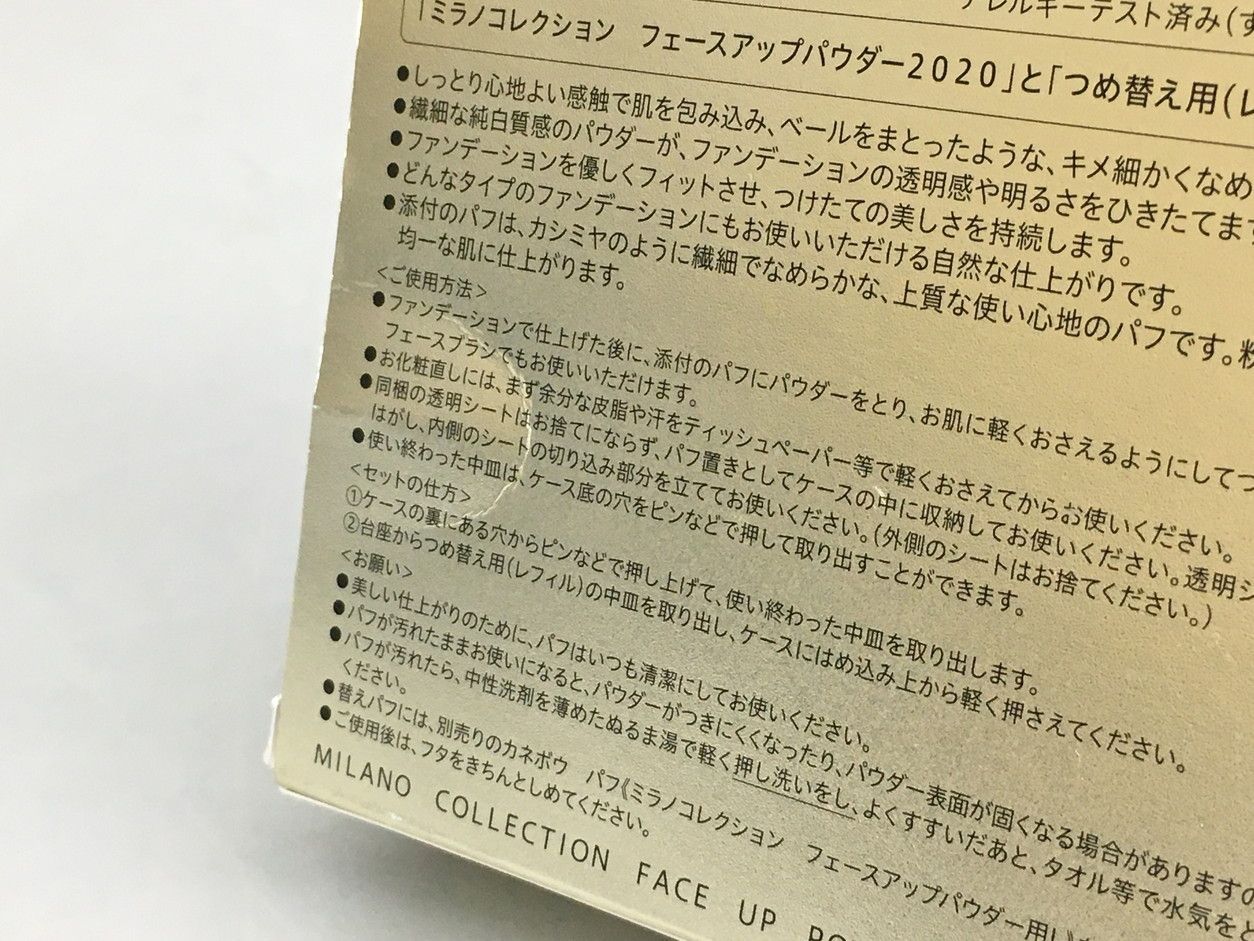 アレルギーテスト済み(す
「ミラノコレクション　フェースアップパウダー2020」と「つめ替え用(レ
●しっとり心地よい感触で肌を包み込み、ベールをまとったような、キメ細かくなめ
●繊細な純白質感のパウダーが、ファンデーションの透明感や明るさをひきたてます
●ファンデーションを優しくフィットさせ、つけたての美しさを持続します。
●どんなタイプのファンデーションにもお使いいただける自然な仕上がりです。
●添付のパフは、カシミヤのように繊細でなめらかな、上質な使い心地のパフです。粉
均一な肌に仕上がります。
<ご使用方法>
●ファンデーションで仕上げた後に、添付のパフにパウダーをとり、お肌に軽くおさえるようにしてつ
フェースブラシでもお使いいただけます。
●お化粧直しには、まず余分な皮脂や汗をティッシュペーパー等で軽くおさえてからお使いください。
●同梱の透明シートはお捨てにならず、パフ置きとしてケースの中に収納してお使いください。透明シ
はがし、内側のシートの切り込み部分を立ててお使いください。(外側のシートはお捨てください。)
●使い終わった中皿は、ケース底の穴をピンなどで押して取り出すことができます。
<セットの仕方>
①ケースの裏にある穴からピンなどで押し上げて、使い終わった中皿を取り出します。
②台座からつめ替え用(レフィル)の中皿を取り出し、ケースにはめ込み上から軽く押さえてください。
<お願い>
●美しい仕上がりのために、パフはいつも清潔にしてお使いください。
●パフが汚れたままお使いになると、パウダーがつきにくくなったり、パウダー表面が固くなる場合がありますの
●パフが汚れたら、中性洗剤を薄めたぬるま湯で軽く押し洗いをし、よくすすいだあと、タオル等で水気をと
ください。
●替えパフには、別売りのカネボウ　パフ《ミラノコレクション　フェースアップパウダー用》
●ご使用後は、フタをきちんとしめてください。
MILANO COLLECTION FACE UP PO